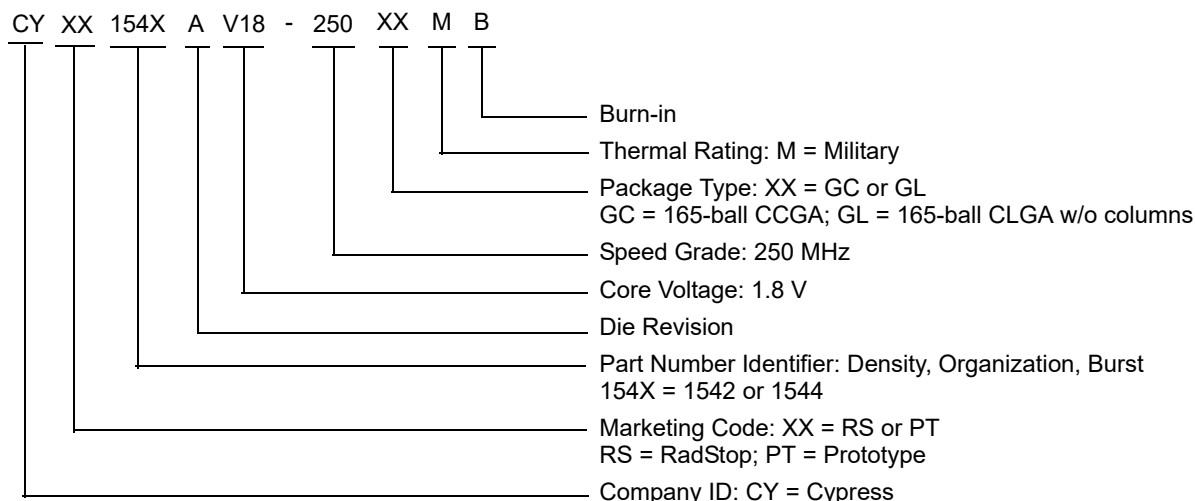 CY XX 154X A V18 - 250 XX M B
Burn-in
Thermal Rating: M = Military
Package Type: XX = GC or GL
GC = 165-ball CCGA; GL = 165-ball CLGA w/o columns
Speed Grade: 250 MHz
Core Voltage: 1.8 V
Die Revision
Part Number Identifier: Density, Organization, Burst
154X = 1542 or 1544
Marketing Code: XX = RS or PT
RS = RadStop; PT = Prototype
Company ID: CY = Cypress